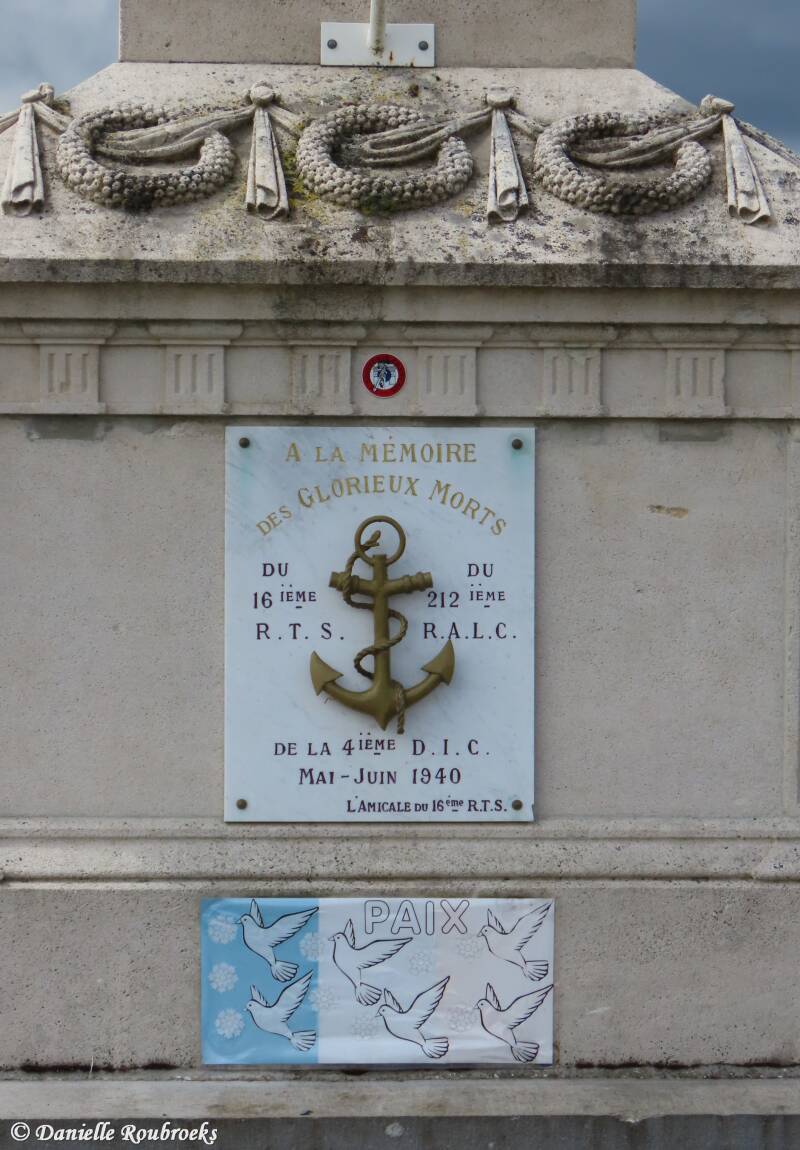 A LA MÉMOIRE
DES GLORIEUX MORTS
DU DU
16 IÈME 212 IÈME
R.T.S. R.A.L.C.
DE LA 4IÈME D.I.C.
MAI-JUIN 1940
L'AMICALE DU 16ème R.T.S.
PAIX
© Danielle Roubroeks